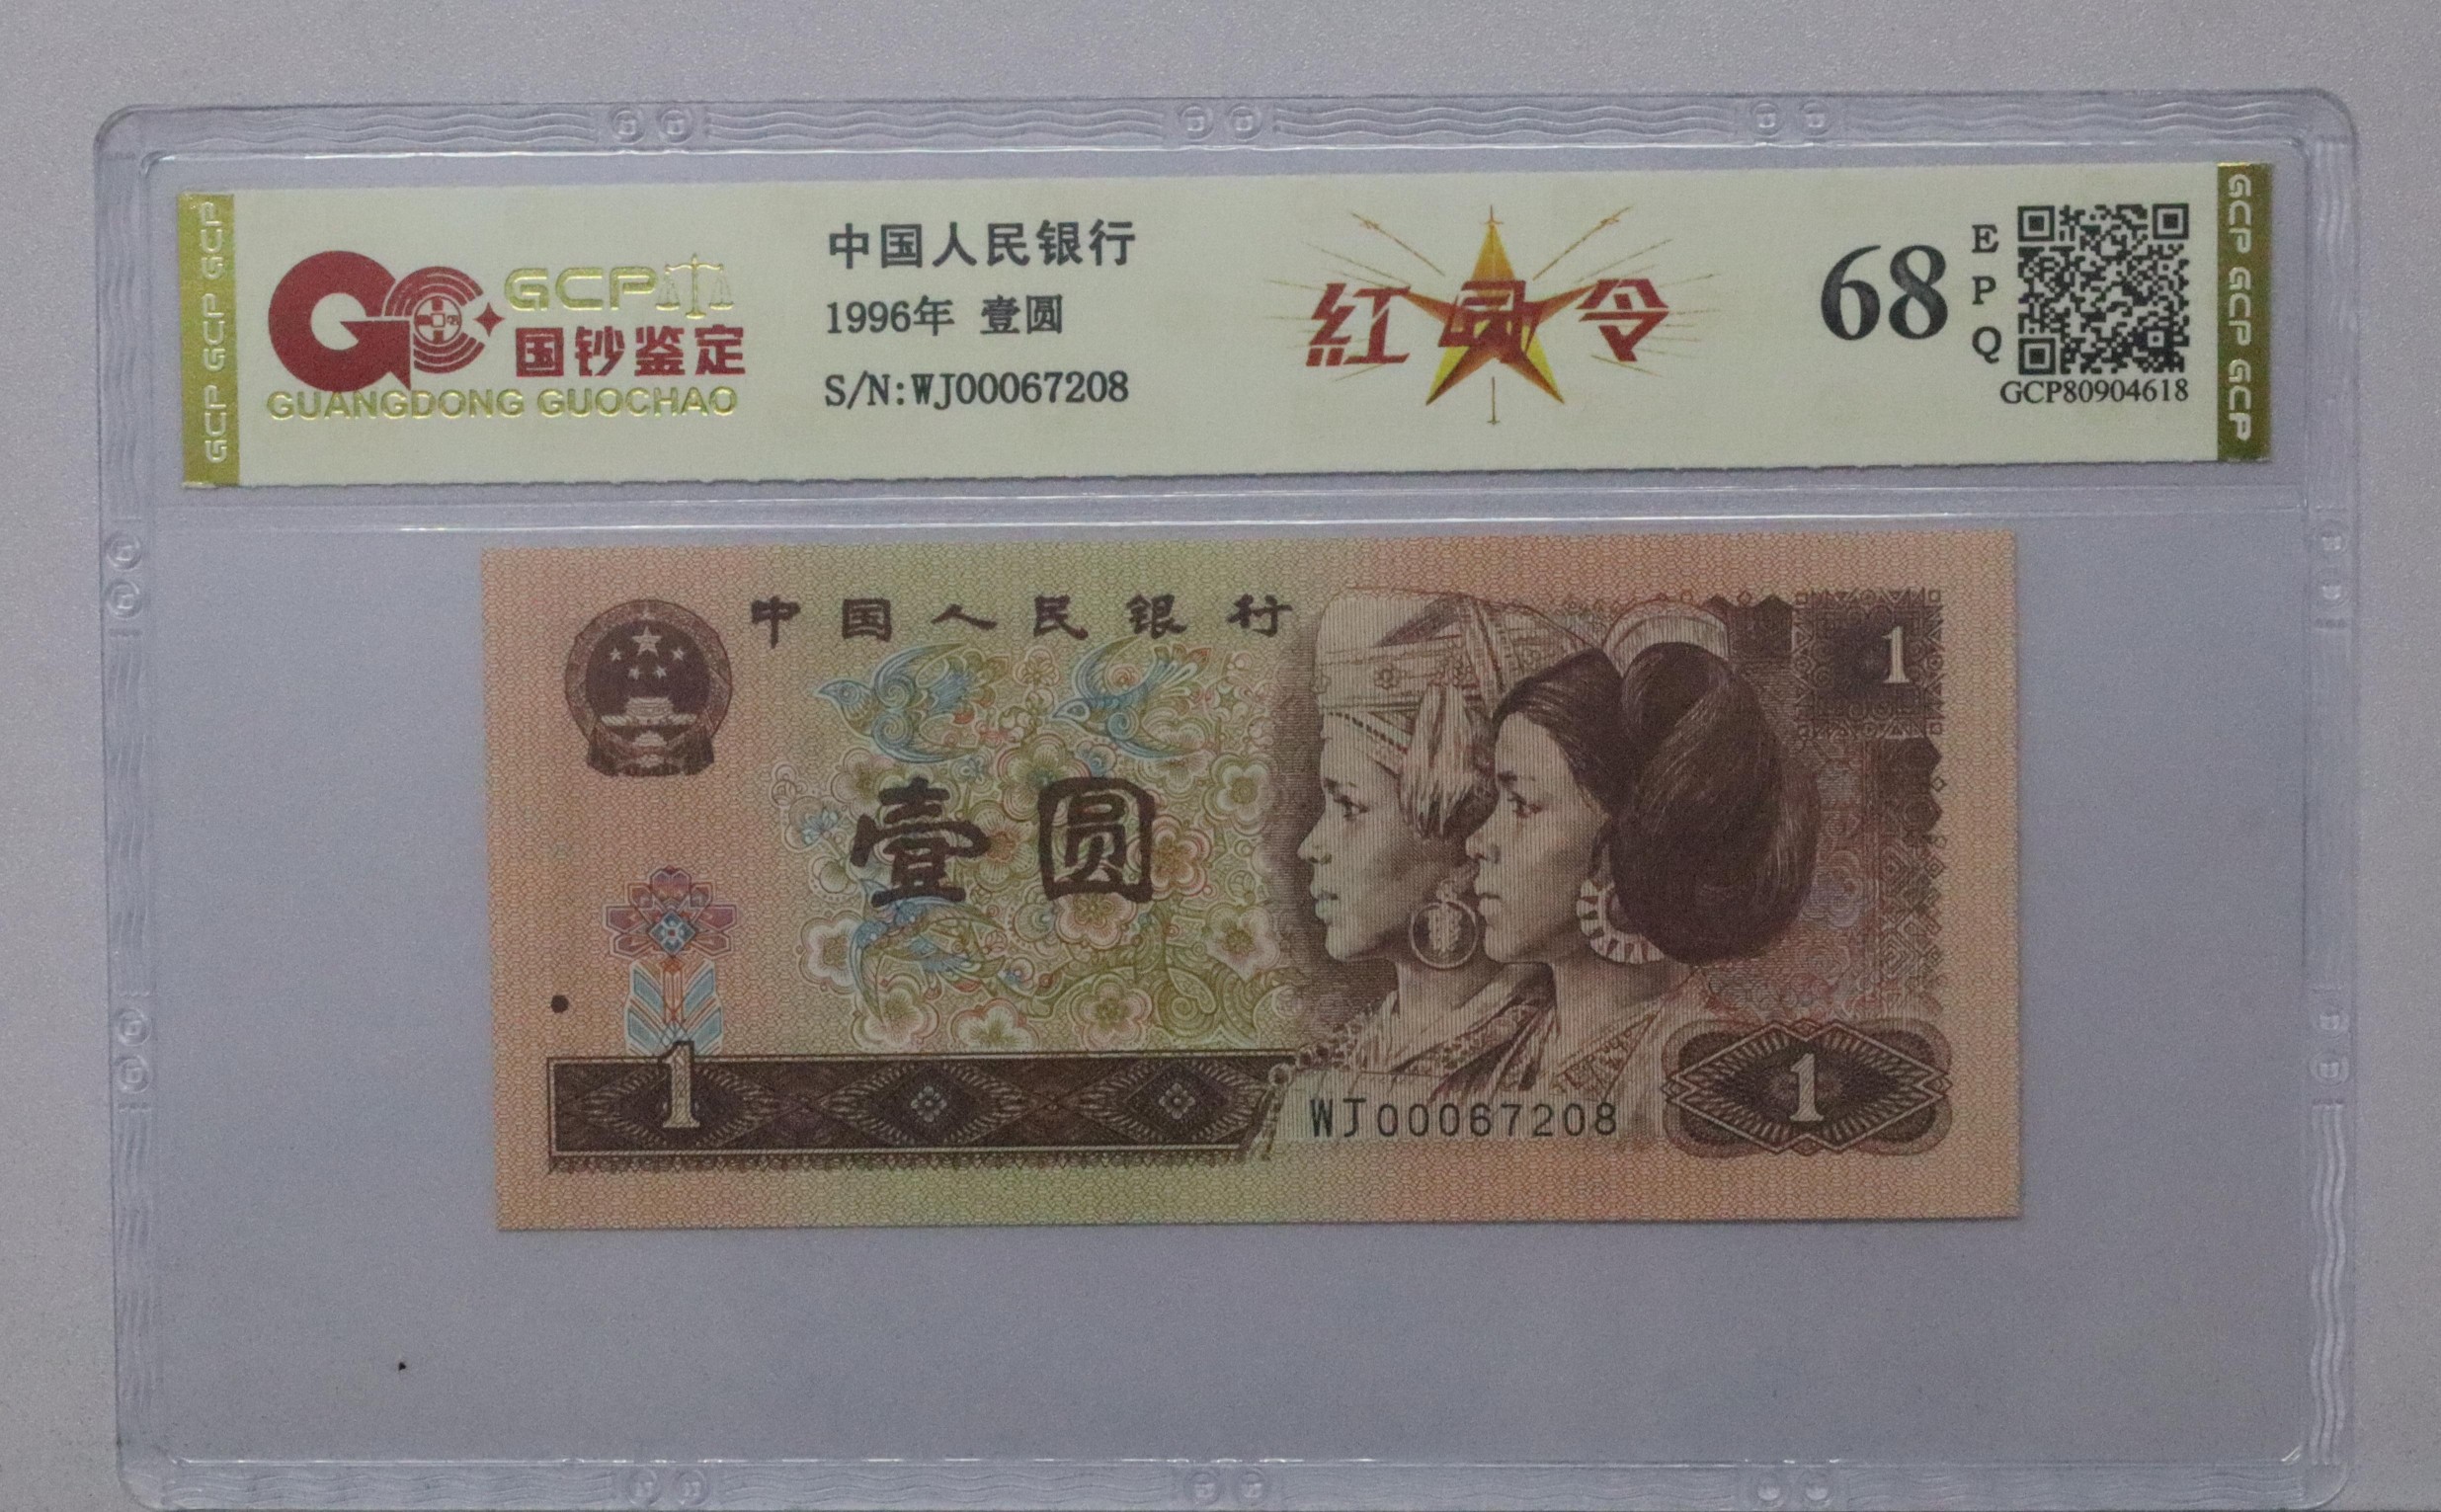 GCP GCP GCP
GCP
国钞鉴定
GUANGDONG GUOCHAO
中国人民银行
1996年 壹圆
S/N:WJ00067208
紅 令
68
E
P
Q
GCP80904618
GCP GCP GCP
中国人民银行
1
壹圆
1
WJ00067208
1